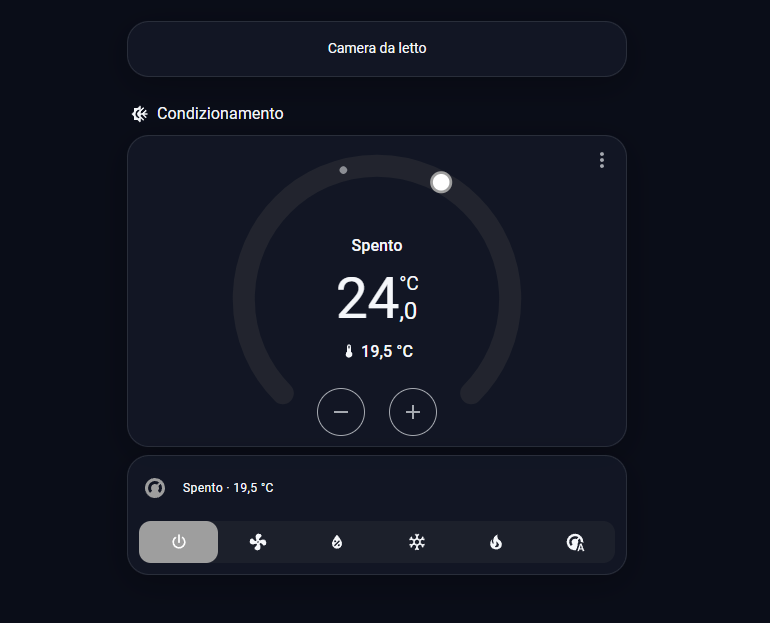 Camera da letto
Condizionamento
Spento
24,0 °C
19,5 °C
Spento · 19,5 °C
A